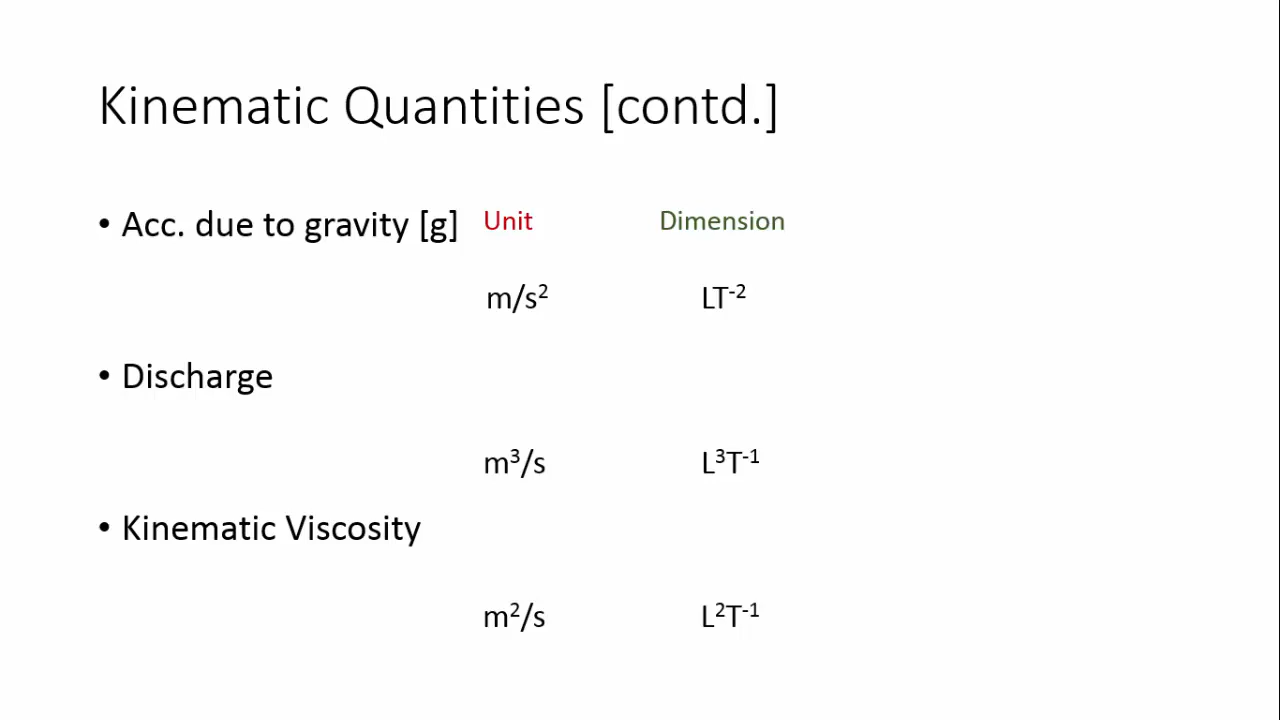 Kinematic Quantities [contd.]
• Acc. due to gravity [g] Unit Dimension
m/s² LT⁻²
• Discharge
m³/s L³T⁻¹
• Kinematic Viscosity
m²/s L²T⁻¹